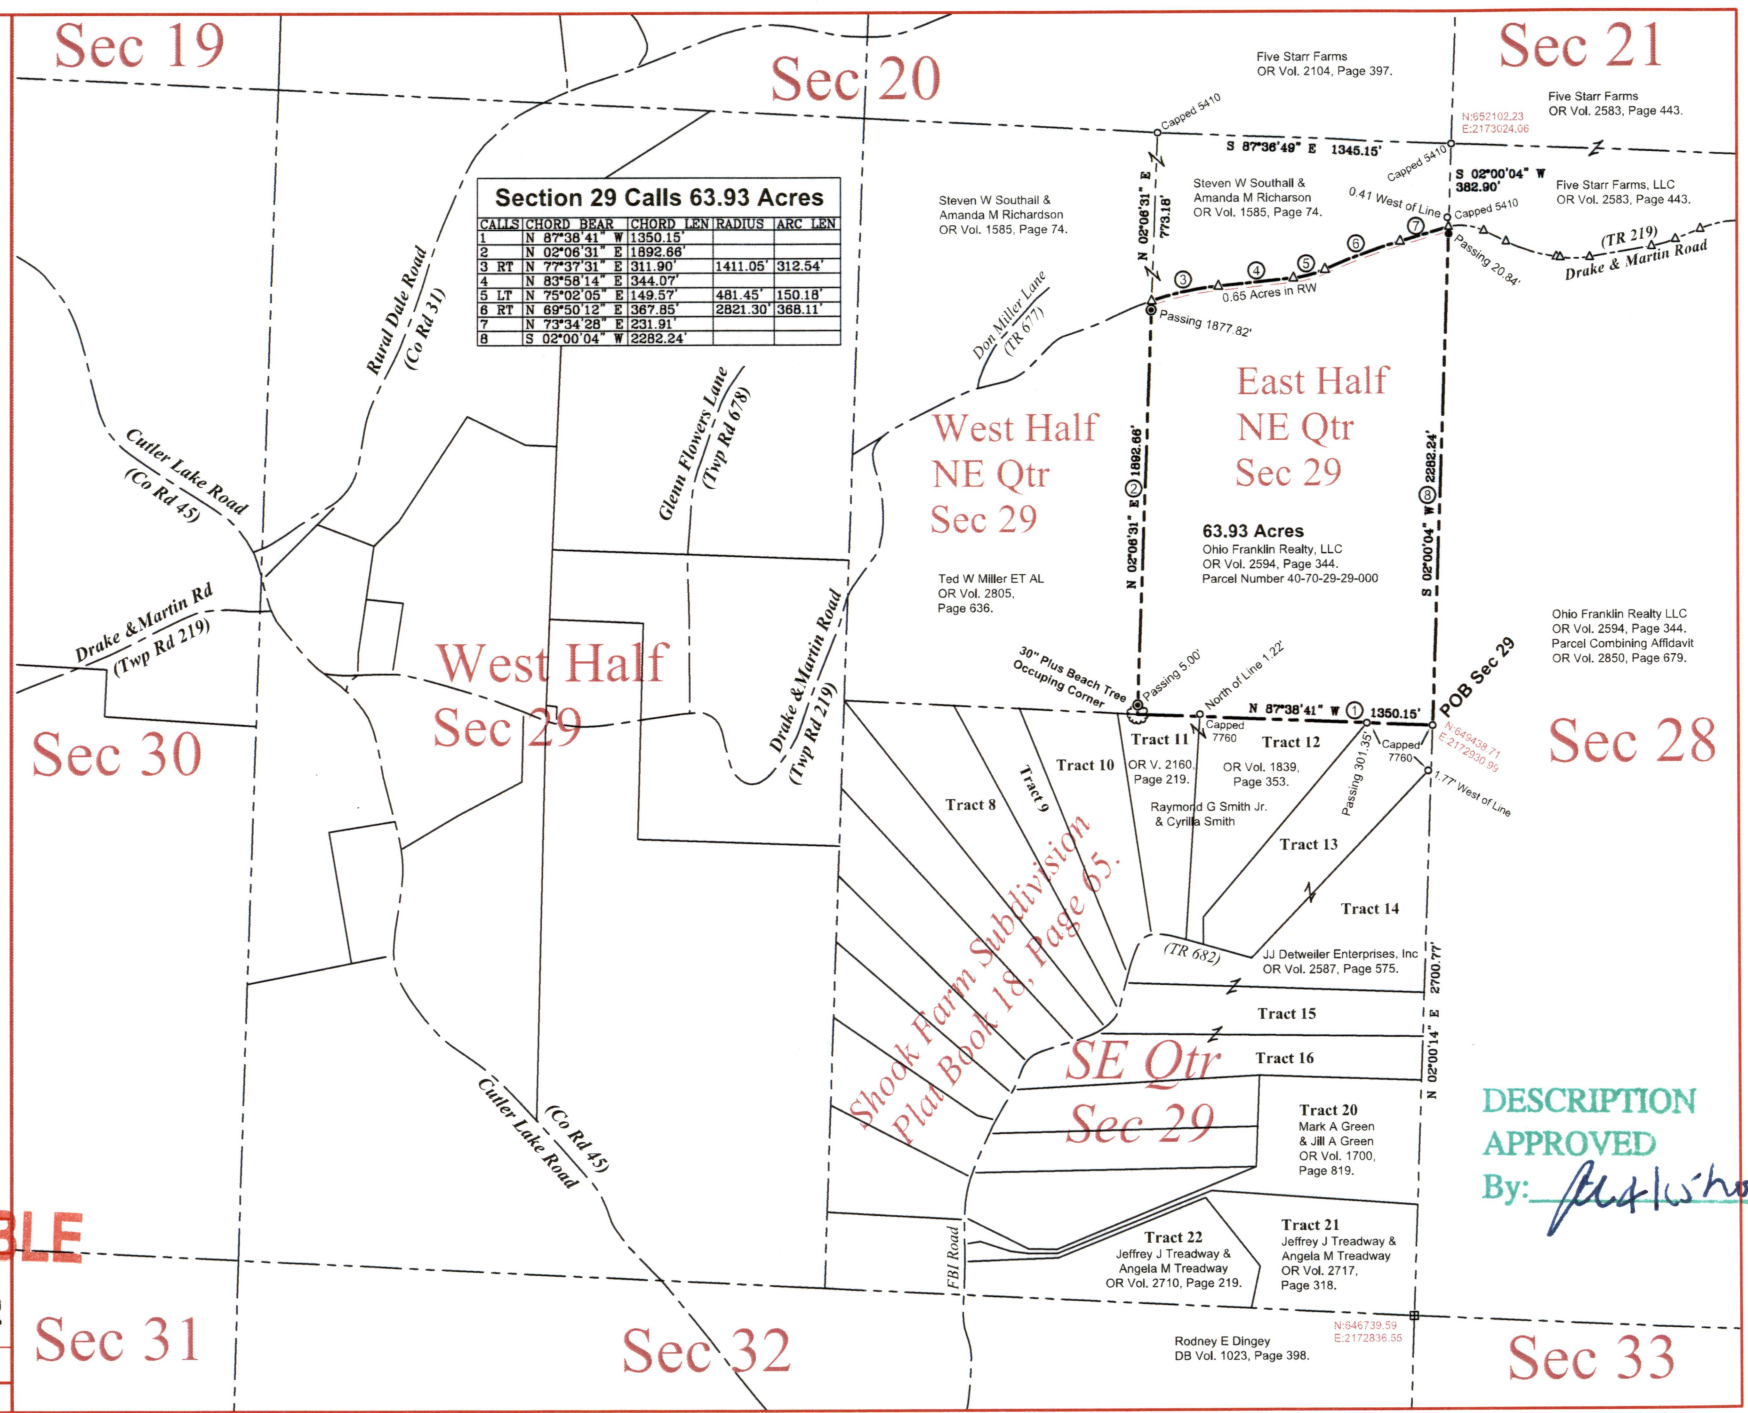 Sec 19
Sec 20
Sec 21
Five Starr Farms
OR Vol. 2104, Page 397.
Five Starr Farms
OR Vol. 2583, Page 443.
N:652102.23
E:2173024.06
Capped 5410
S 87°36'49" E 1345.15'
Capped 5410
S 02°00'04" W
382.90'
Five Starr Farms, LLC
OR Vol. 2583, Page 443.
0.41 West of Line
Capped 5410
(TR 219)
Drake & Martin Road
Passing 20.84'
Steven W Southall &
Amanda M Richardson
OR Vol. 1585, Page 74.
N 02°06'31" E
773.18'
Steven W Southall &
Amanda M Richarson
OR Vol. 1585, Page 74.
3
4
5
6
7
0.65 Acres in RW
Passing 1877.82'
Section 29 Calls 63.93 Acres
CALLS CHORD BEAR CHORD LEN RADIUS ARC LEN
1 N 87°38'41" W 1350.15'
2 N 02°06'31" E 1892.66'
3 RT N 77°37'31" E 311.90' 1411.05' 312.54'
4 N 83°58'14" E 344.07'
5 LT N 75°02'05" E 149.57' 481.45' 150.18'
6 RT N 69°50'12" E 367.85' 2821.30' 368.11'
7 N 73°34'28" E 231.91'
8 S 02°00'04" W 2282.24'
Rural Dale Road
(Co Rd 31)
Don Miller Lane
(TR 677)
Glenn Flowers Lane
(Twp Rd 678)
Cutler Lake Road
(Co Rd 45)
West Half
NE Qtr
Sec 29
East Half
NE Qtr
Sec 29
N 02°06'31" E 2 1892.66'
S 02°00'04" W 8 2282.24'
63.93 Acres
Ohio Franklin Realty, LLC
OR Vol. 2594, Page 344.
Parcel Number 40-70-29-29-000
Ted W Miller ET AL
OR Vol. 2805,
Page 636.
Ohio Franklin Realty LLC
OR Vol. 2594, Page 344.
Parcel Combining Affidavit
OR Vol. 2850, Page 679.
Drake &Martin Rd
(Twp Rd 219)
Drake &Martin Road
(Twp Rd 219)
West Half
Sec 29
Sec 30
Sec 28
30" Plus Beach Tree
Occuping Corner
Passing 5.00'
North of Line 1.22'
N 87°38'41" W 1 1350.15'
POB Sec 29
N:649438.71
E:2172930.99
Capped
7760
Capped
7760
Passing 301.35'
1.77' West of Line
Tract 8
Tract 9
Tract 10
Tract 11
OR V. 2160,
Page 219.
Tract 12
OR Vol. 1839,
Page 353.
Raymond G Smith Jr.
& Cyrilla Smith
Tract 13
Tract 14
(TR 682)
JJ Detweiler Enterprises, Inc
OR Vol. 2587, Page 575.
N 02°00'14" E 2700.77'
Shook Farm Subdivision
Plat Book 18, Page 65.
Tract 15
Tract 16
SE Qtr
Sec 29
Tract 20
Mark A Green
& Jill A Green
OR Vol. 1700,
Page 819.
DESCRIPTION
APPROVED
By:
Cutler Lake Road
(Co Rd 45)
BLE
FBI Road
Tract 22
Jeffrey J Treadway &
Angela M Treadway
OR Vol. 2710, Page 219.
Tract 21
Jeffrey J Treadway &
Angela M Treadway
OR Vol. 2717,
Page 318.
N:646739.59
E:2172836.55
Rodney E Dingey
DB Vol. 1023, Page 398.
Sec 31
Sec 32
Sec 33